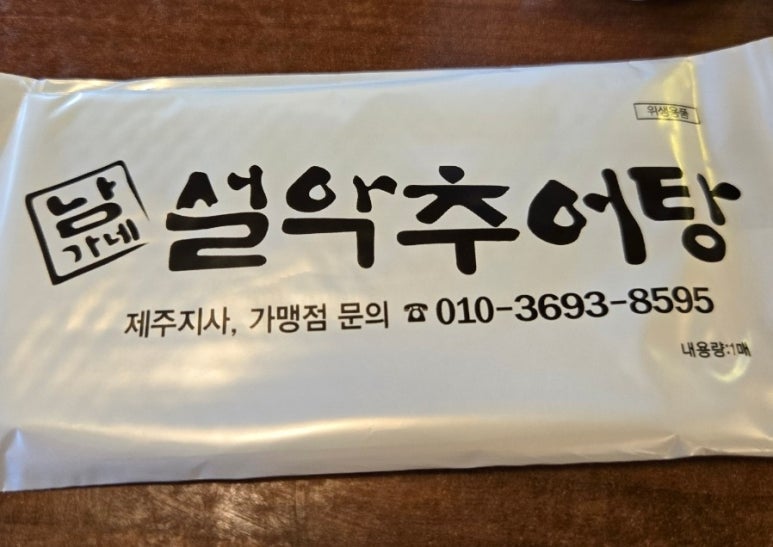 위생용품
남가네 설악추어탕
제주지사, 가맹점 문의 ☎ 010-3693-8595
내용량:1매